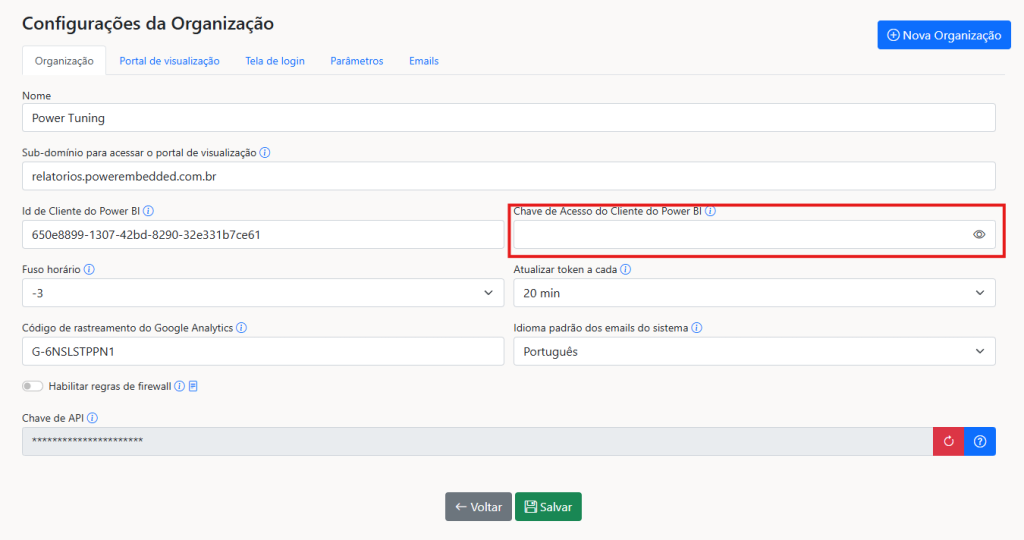 Configurações da Organização
Nova Organização
Organização
Portal de visualização
Tela de login
Parâmetros
Emails
Nome
Power Tuning
Sub-domínio para acessar o portal de visualização
relatorios.powerembedded.com.br
Id de Cliente do Power BI
Chave de Acesso do Cliente do Power BI
650e8899-1307-42bd-8290-32e331b7ce61
Fuso horário
Atualizar token a cada
-3
20 min
Código de rastreamento do Google Analytics
Idioma padrão dos emails do sistema
G-6NSLSTPPN1
Português
Habilitar regras de firewall
Chave de API
**********************
Voltar
Salvar